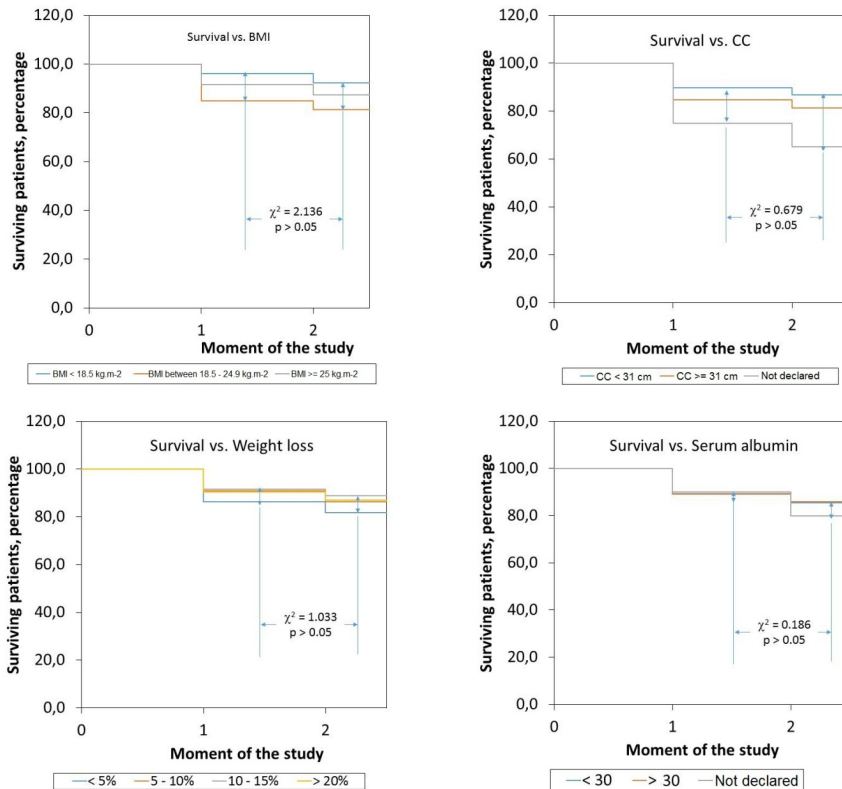 Survival vs. BMI
Surviving patients, percentage
120,0
100,0
80,0
60,0
40,0
20,0
0,0
χ² = 2.136
p > 0.05
0 1 2
Moment of the study
BMI < 18.5 kg.m-2 BMI between 18.5 - 24.9 kg.m-2 BMI >= 25 kg.m-2
Survival vs. CC
Surviving patients, percentage
120,0
100,0
80,0
60,0
40,0
20,0
0,0
χ² = 0.679
p > 0.05
0 1 2
Moment of the study
CC < 31 cm CC >= 31 cm Not declared
Survival vs. Weight loss
Surviving patients, percentage
120,0
100,0
80,0
60,0
40,0
20,0
0,0
χ² = 1.033
p > 0.05
0 1 2
Moment of the study
< 5% 5 - 10% 10 - 15% > 20%
Survival vs. Serum albumin
Surviving patients, percentage
120,0
100,0
80,0
60,0
40,0
20,0
0,0
χ² = 0.186
p > 0.05
0 1 2
Moment of the study
< 30 > 30 Not declared